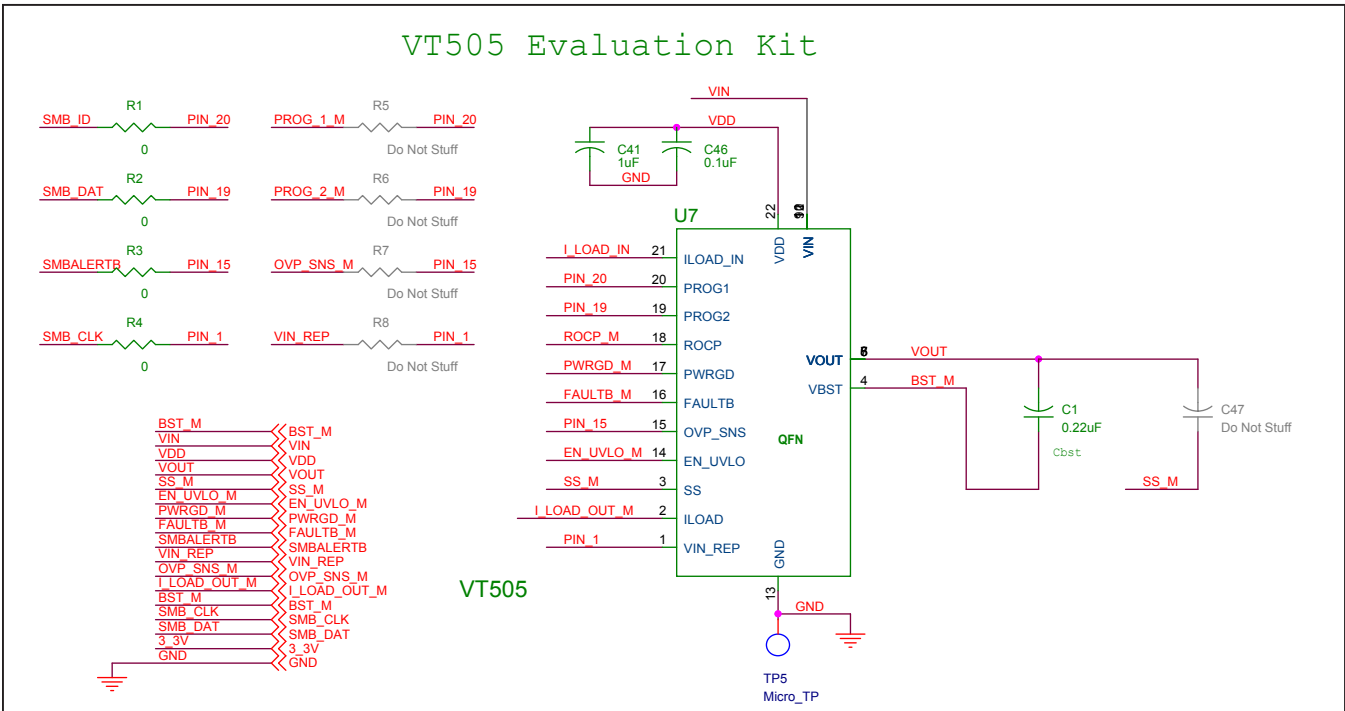 VT505 Evaluation Kit
SMB_ID R1 PIN_20
0
PROG_1_M R5 PIN_20
Do Not Stuff
SMB_DAT R2 PIN_19
0
PROG_2_M R6 PIN_19
Do Not Stuff
SMBALERTB R3 PIN_15
0
OVP_SNS_M R7 PIN_15
Do Not Stuff
SMB_CLK R4 PIN_1
0
VIN_REP R8 PIN_1
Do Not Stuff
VIN
VDD
C41
1uF
C46
0.1uF
GND
U7
22
VDD
VIN
I_LOAD_IN 21 ILOAD_IN
PIN_20 20 PROG1
PIN_19 19 PROG2
ROCP_M 18 ROCP
PWRGD_M 17 PWRGD
FAULTB_M 16 FAULTB
PIN_15 15 OVP_SNS
EN_UVLO_M 14 EN_UVLO
SS_M 3 SS
I_LOAD_OUT_M 2 ILOAD
PIN_1 1 VIN_REP
VOUT VOUT
VBST 4 BST_M
QFN
GND
13
GND
VT505
TP5
Micro_TP
C1
0.22uF
Cbst
C47
Do Not Stuff
SS_M
BST_M BST_M
VIN VIN
VDD VDD
VOUT VOUT
SS_M SS_M
EN_UVLO_M EN_UVLO_M
PWRGD_M PWRGD_M
FAULTB_M FAULTB_M
SMBALERTB SMBALERTB
VIN_REP VIN_REP
OVP_SNS_M OVP_SNS_M
I_LOAD_OUT_M I_LOAD_OUT_M
BST_M BST_M
SMB_CLK SMB_CLK
SMB_DAT SMB_DAT
3_3V 3_3V
GND GND